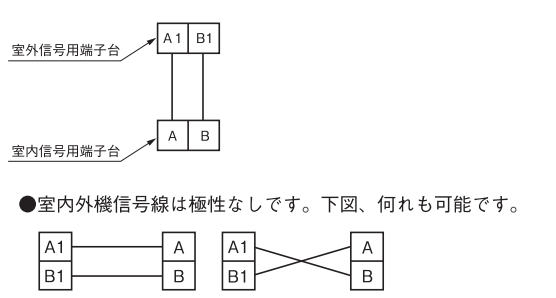 室外信号用端子台
A1 B1
室内信号用端子台
A B
●室内外機信号線は極性なしです。下図、何れも可能です。
A1 A A1 A
B1 B B1 B